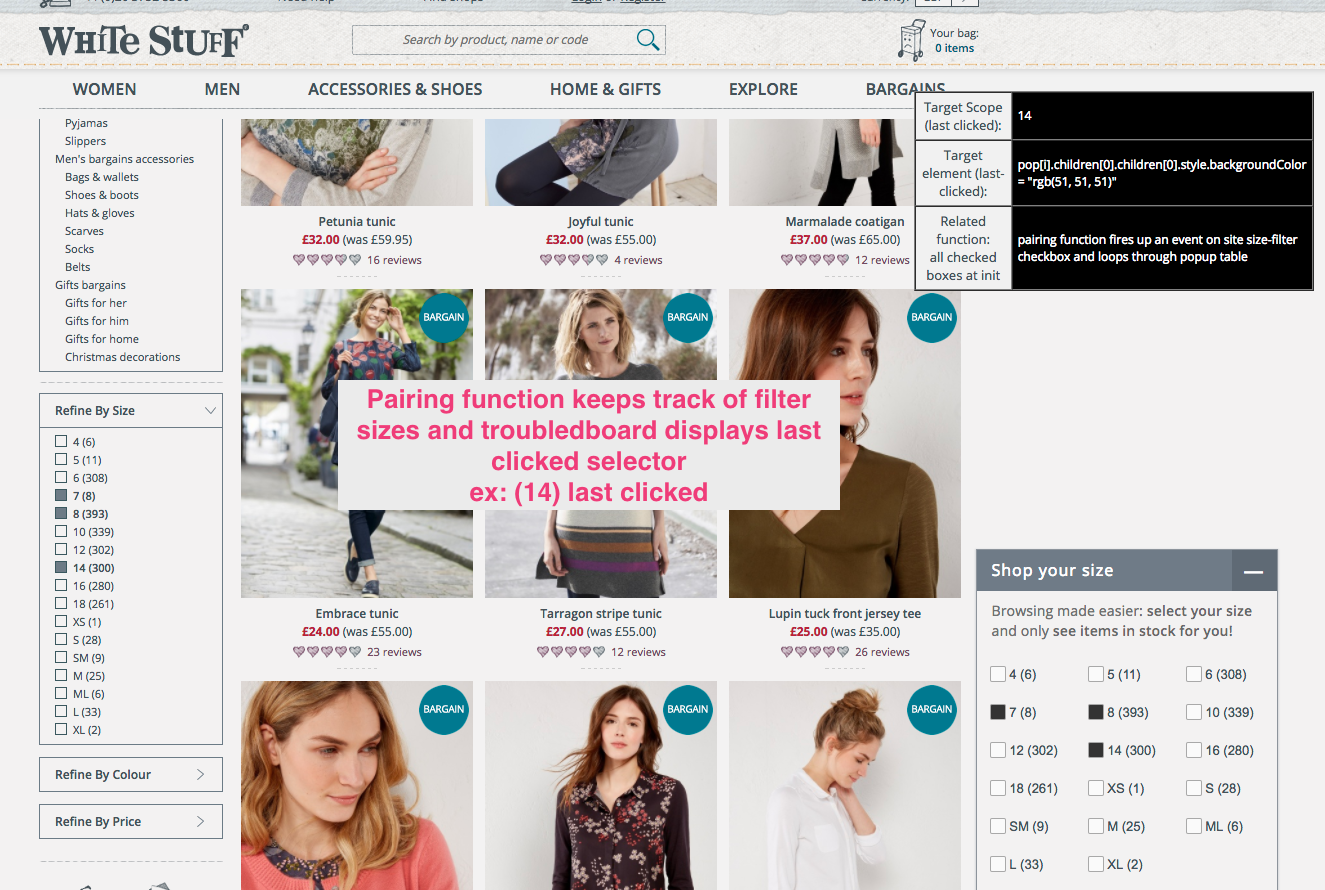 WHITE STUFF
Search by product, name or code
Your bag:
0 items
WOMEN
MEN
ACCESSORIES & SHOES
HOME & GIFTS
EXPLORE
BARGAINS
Target Scope
(last clicked):
14
Target
element (last-
clicked):
pop[i].children[0].children[0].style.backgroundColor
= "rgb(51, 51, 51)"
Related
function:
all checked
boxes at init
pairing function fires up an event on site size-filter
checkbox and loops through popup table
Pyjamas
Slippers
Men's bargains accessories
Bags & wallets
Shoes & boots
Hats & gloves
Scarves
Socks
Belts
Gifts bargains
Gifts for her
Gifts for him
Gifts for home
Christmas decorations
Refine By Size
4 (6)
5 (11)
6 (308)
7 (8)
8 (393)
10 (339)
12 (302)
14 (300)
16 (280)
18 (261)
XS (1)
S (28)
SM (9)
M (25)
ML (6)
L (33)
XL (2)
Refine By Colour
Refine By Price
Petunia tunic
£32.00 (was £59.95)
16 reviews
Joyful tunic
£32.00 (was £55.00)
4 reviews
Marmalade coatigan
£37.00 (was £65.00)
12 reviews
BARGAIN
BARGAIN
BARGAIN
Pairing function keeps track of filter
sizes and troubledboard displays last
clicked selector
ex: (14) last clicked
Embrace tunic
£24.00 (was £55.00)
23 reviews
Tarragon stripe tunic
£27.00 (was £55.00)
12 reviews
Lupin tuck front jersey tee
£25.00 (was £35.00)
26 reviews
BARGAIN
BARGAIN
BARGAIN
Shop your size
Browsing made easier: select your size
and only see items in stock for you!
4 (6)
5 (11)
6 (308)
7 (8)
8 (393)
10 (339)
12 (302)
14 (300)
16 (280)
18 (261)
XS (1)
S (28)
SM (9)
M (25)
ML (6)
L (33)
XL (2)